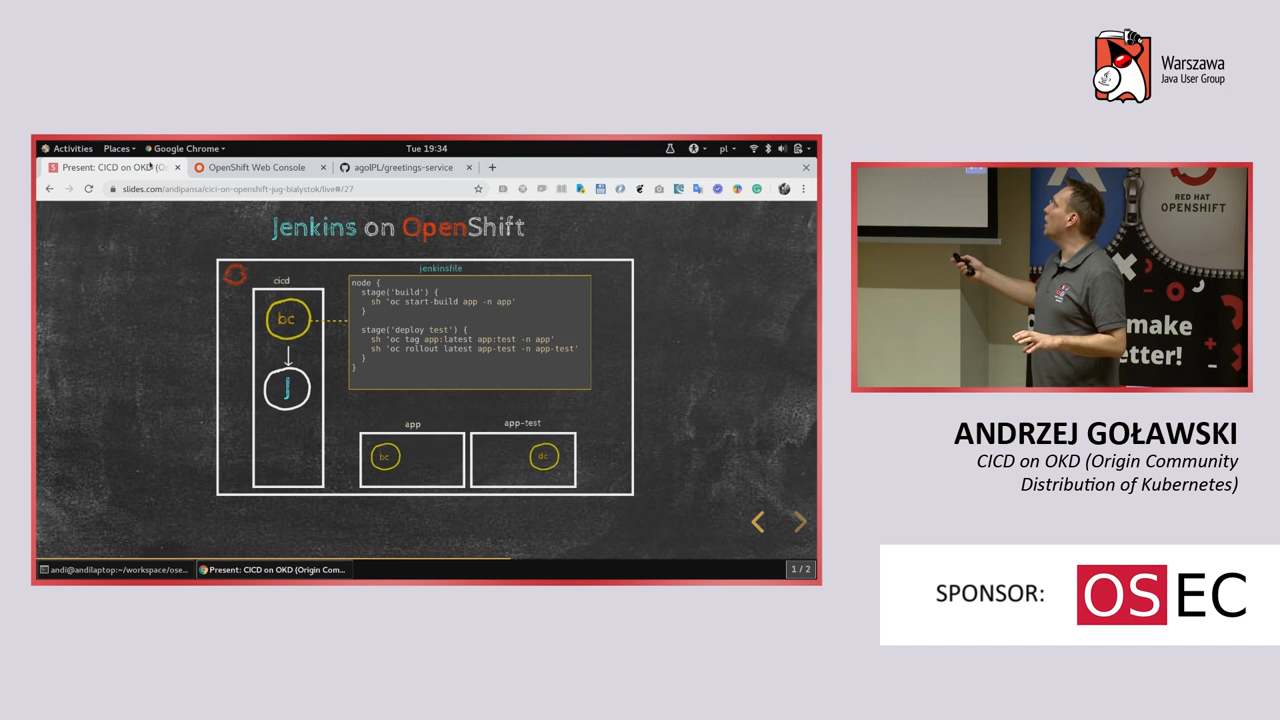 Warszawa
Java User Group
Activities Places Google Chrome Tue 19:34 pl
Present: CICD on OKD (O
OpenShift Web Console
agolPL/greetings-service
slides.com/andipansa/cici-on-openshift-jug-bialystok/live#/27
Jenkins on OpenShift
cicd
bc
J
jenkinsfile
node {
stage('build') {
sh 'oc start-build app -n app'
}
stage('deploy test') {
sh 'oc tag app:latest app:test -n app'
sh 'oc rollout latest app-test -n app-test'
}
}
app
bc
app-test
dc
andi@andilaptop:~/workspace/ose...
Present: CICD on OKD (Origin Com...
1 / 2
RED HAT
OPENSHIFT
make
etter!
ANDRZEJ GOŁAWSKI
CICD on OKD (Origin Community
Distribution of Kubernetes)
SPONSOR:
OSEC